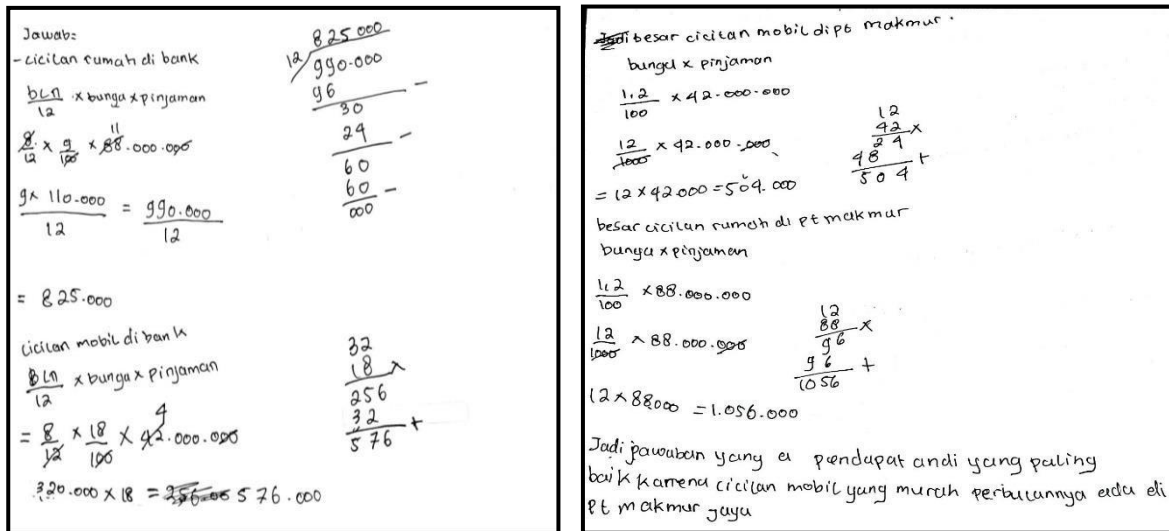 Jawab:
- cicilan rumah di bank
bln/12 x bunga x pinjaman
8/12 x 9/100 x 88.000.000
11
9x 110.000/12 = 990.000/12
= 825.000
825000
12 990.000
96 -
30
24 -
60
60 -
000
cicilan mobil di bank
bln/12 x bunga x pinjaman
4
= 8/12 x 18/100 x 42.000.000
320.000 x 18 = 576.000
32
18 x
256
32 +
576
besar cicilan mobil di pt makmur.
bunga x pinjaman
1,2/100 x 42.000.000
12/1000 x 42.000.000
= 12 x 42000 = 504.000
12
42 x
24
48 +
504
besar cicilan rumah di pt makmur
bunga x pinjaman
1,2/100 x 88.000.000
12/1000 x 88.000.000
12 x 88000 = 1.056.000
12
88 x
96
96 +
1056
Jadi jawaban yang a pendapat andi yang paling
baik karena cicilan mobil yang murah perbulannya ada di
Pt makmur jaya